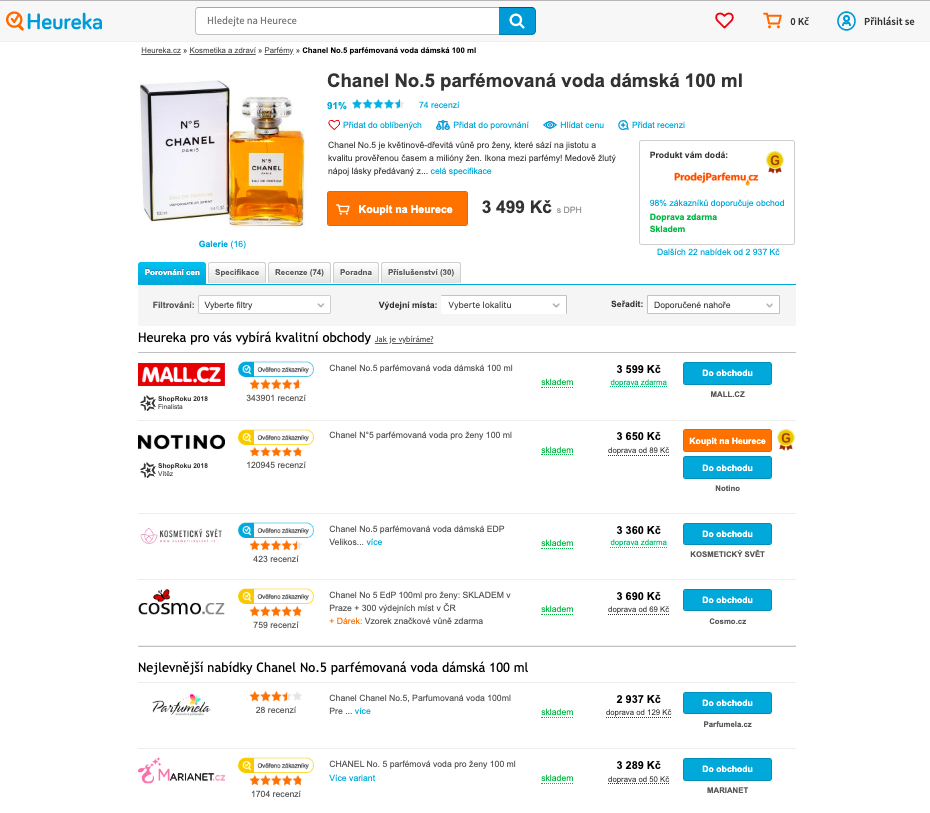 Heureka
Hledejte na Heurece
0 Kč
Přihlásit se
Heureka.cz » Kosmetika a zdraví » Parfémy » Chanel No.5 parfémovaná voda dámská 100 ml
Chanel No.5 parfémovaná voda dámská 100 ml
91%
74 recenzí
Přidat do oblíbených
Přidat do porovnání
Hlídat cenu
Přidat recenzi
N°5
CHANEL
PARIS
N°5
CHANEL
Chanel No.5 je květinově-dřevitá vůně pro ženy, které sází na jistotu a
kvalitu prověřenou časem a milióny žen. Ikona mezi parfémy! Medově žlutý
nápoj lásky předávaný z... celá specifikace
Koupit na Heurece
3 499 Kč s DPH
Produkt vám dodá:
G
ProdejParfemu.cz
98% zákazníků doporučuje obchod
Doprava zdarma
Skladem
Dalších 22 nabídek od 2 937 Kč
Galerie (16)
Porovnání cen
Specifikace
Recenze (74)
Poradna
Příslušenství (30)
Filtrování:
Vyberte filtry
Výdejní místa:
Vyberte lokalitu
Seřadit:
Doporučené nahoře
Heureka pro vás vybírá kvalitní obchody Jak je vybíráme?
MALL.CZ
ShopRoku 2018
Finalista
Ověřeno zákazníky
343901 recenzí
Chanel No.5 parfémovaná voda dámská 100 ml
skladem
3 599 Kč
doprava zdarma
Do obchodu
MALL.CZ
NOTINO
ShopRoku 2018
Vítěz
Ověřeno zákazníky
120945 recenzí
Chanel N°5 parfémovaná voda pro ženy 100 ml
skladem
3 650 Kč
doprava od 89 Kč
Koupit na Heurece
G
Do obchodu
Notino
KOSMETICKÝ SVĚT
Ověřeno zákazníky
423 recenzí
Chanel No.5 parfémovaná voda dámská EDP
Velikos... více
skladem
3 360 Kč
doprava zdarma
Do obchodu
KOSMETICKÝ SVĚT
cosmo.cz
Ověřeno zákazníky
759 recenzí
Chanel No 5 EdP 100ml pro ženy: SKLADEM v
Praze + 300 výdejních míst v ČR
+ Dárek: Vzorek značkové vůně zdarma
skladem
3 690 Kč
doprava od 69 Kč
Do obchodu
Cosmo.cz
Nejlevnější nabídky Chanel No.5 parfémovaná voda dámská 100 ml
Parfumela
28 recenzí
Chanel Chanel No.5, Parfumovaná voda 100ml
Pre ... více
skladem
2 937 Kč
doprava od 129 Kč
Do obchodu
Parfumela.cz
MARIANET.CZ
Ověřeno zákazníky
1704 recenzí
CHANEL No. 5 parfémová voda pro ženy 100 ml
Více variant
skladem
3 289 Kč
doprava od 50 Kč
Do obchodu
MARIANET